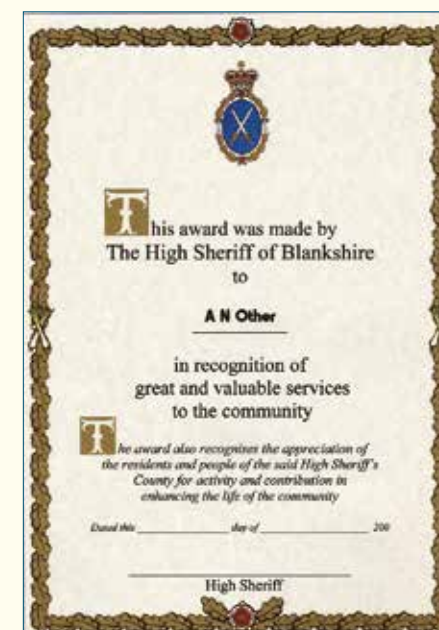 This award was made by
The High Sheriff of Blankshire
to
A N Other
in recognition of
great and valuable services
to the community
The award also recognises the appreciation of
the residents and people of the said High Sheriff's
County for activity and contribution in
enhancing the life of the community
Dated this ____________ day of ____________ 200
High Sheriff